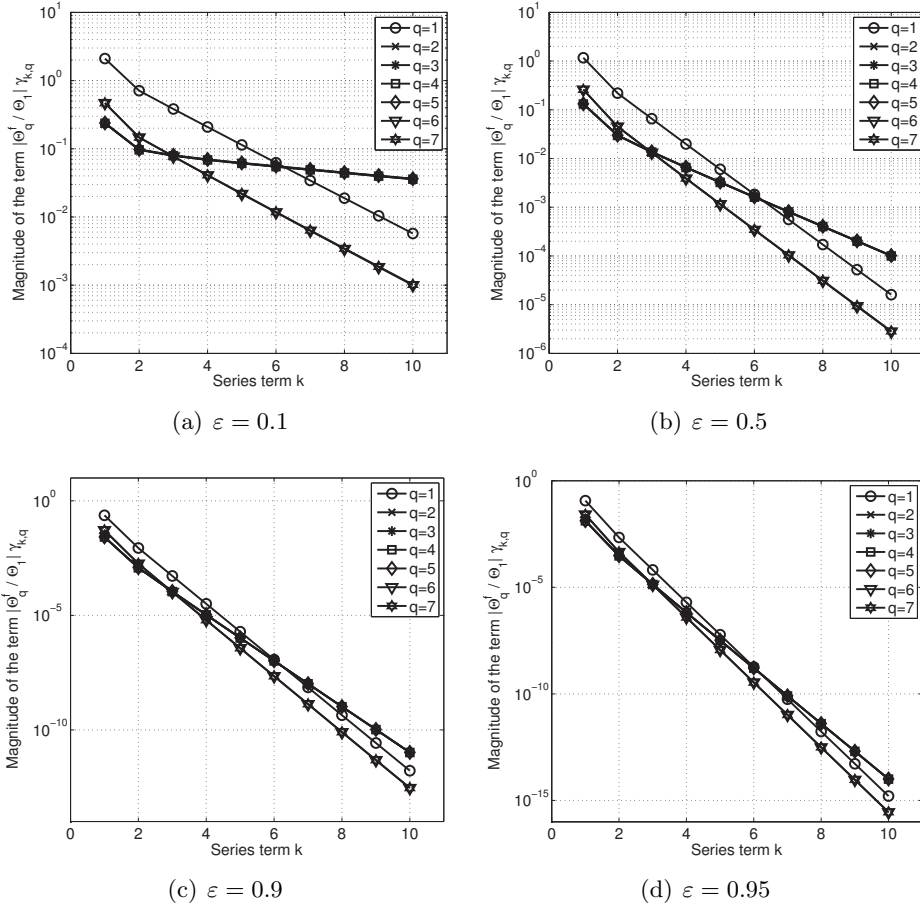 10^1
10^0
10^-1
10^-2
10^-3
10^-4
0 2 4 6 8 10
Series term k
Magnitude of the term |Θ_q^f / Θ_1| γ_k,q
q=1
q=2
q=3
q=4
q=5
q=6
q=7
(a) ε = 0.1
10^1
10^0
10^-1
10^-2
10^-3
10^-4
10^-5
10^-6
0 2 4 6 8 10
Series term k
Magnitude of the term |Θ_q^f / Θ_1| γ_k,q
q=1
q=2
q=3
q=4
q=5
q=6
q=7
(b) ε = 0.5
10^0
10^-5
10^-10
0 2 4 6 8 10
Series term k
Magnitude of the term |Θ_q^f / Θ_1| γ_k,q
q=1
q=2
q=3
q=4
q=5
q=6
q=7
(c) ε = 0.9
10^0
10^-5
10^-10
10^-15
0 2 4 6 8 10
Series term k
Magnitude of the term |Θ_q^f / Θ_1| γ_k,q
q=1
q=2
q=3
q=4
q=5
q=6
q=7
(d) ε = 0.95